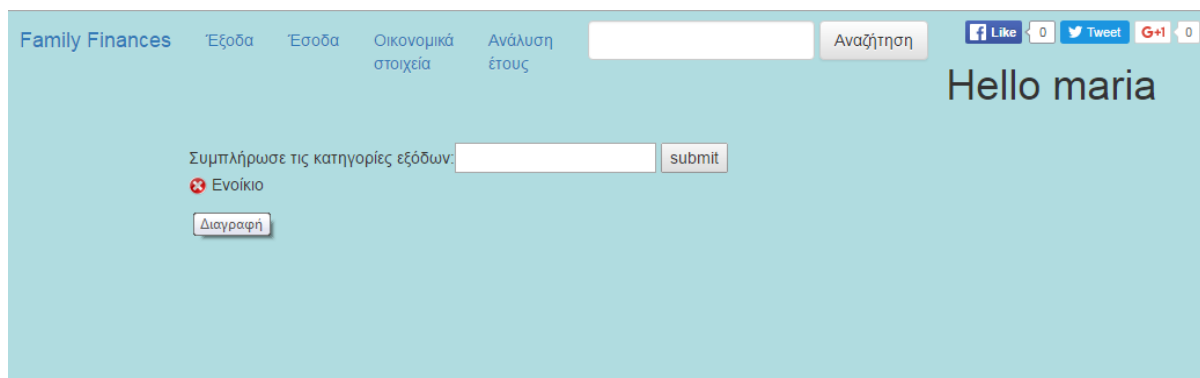 Family Finances Έξοδα Έσοδα Οικονομικά στοιχεία Ανάλυση έτους Αναζήτηση
Like 0 Tweet G+1 0
Hello maria
Συμπλήρωσε τις κατηγορίες εξόδων: submit
Ενοίκιο
Διαγραφή